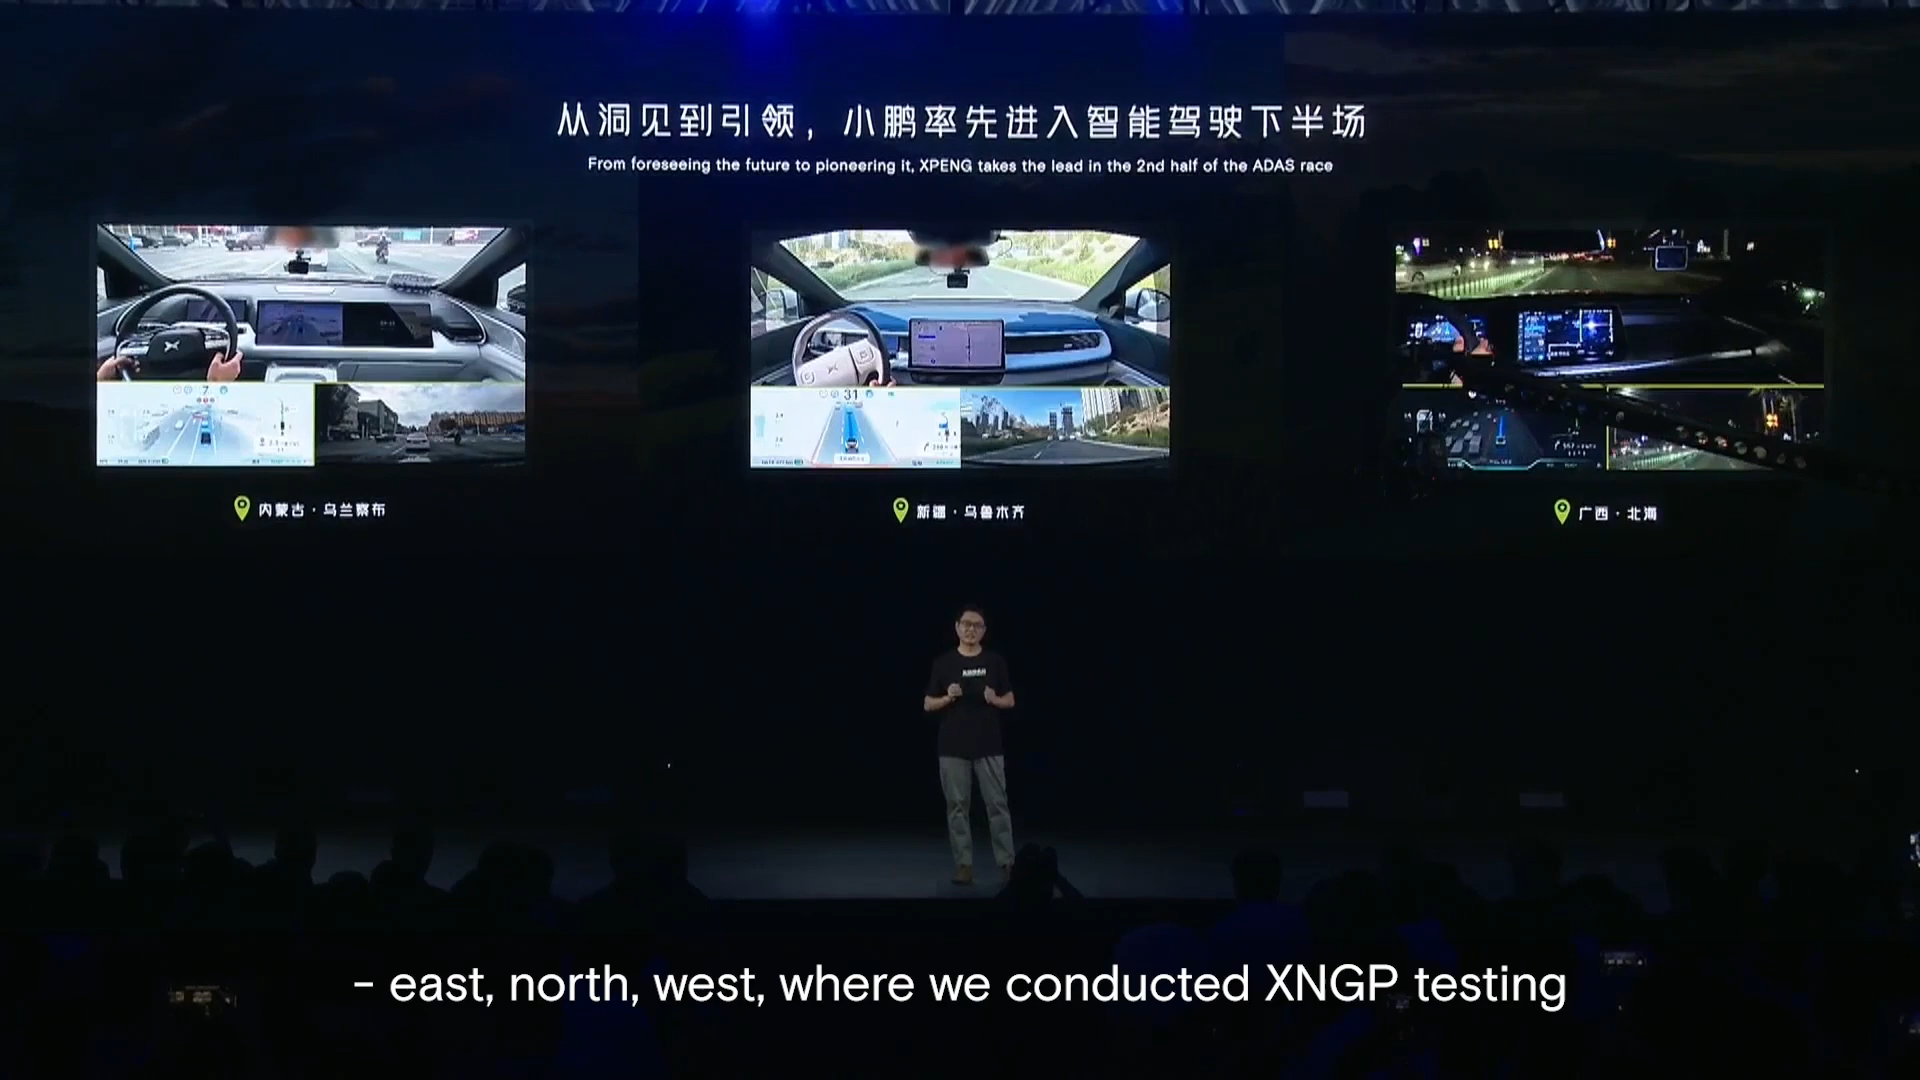 从洞见到引领，小鹏率先进入智能驾驶下半场
From foreseeing the future to pioneering it, XPENG takes the lead in the 2nd half of the ADAS race
7
31
内蒙古·乌兰察布
新疆·乌鲁木齐
广西·北海
– east, north, west, where we conducted XNGP testing